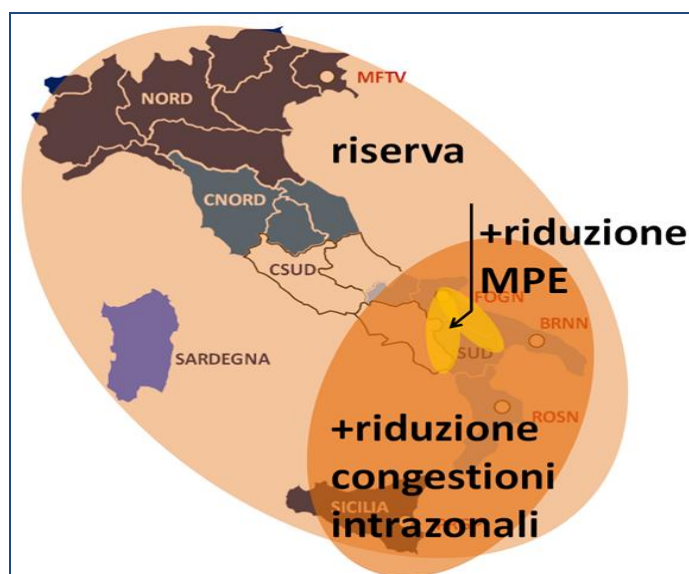 MFTV
NORD
riserva
CNORD
+riduzione
MPE
CSUD
FOGN
BRNN
SUD
SARDEGNA
ROSN
+riduzione
congestioni
intrazonali
SICILIA